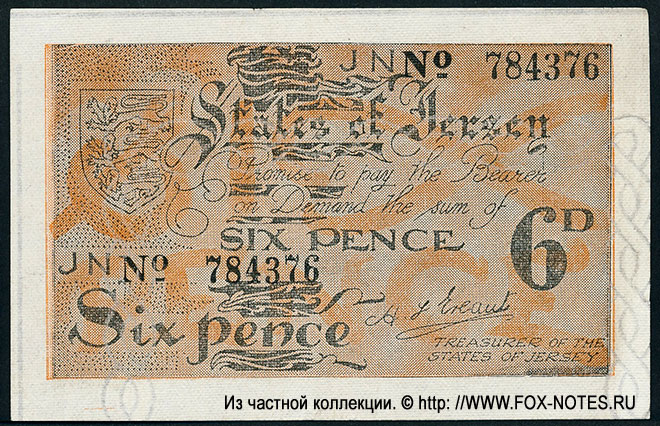 JN No 784376
States of Jersey
Promise to pay the Bearer
on Demand the sum of
SIX PENCE
6D
JN No 784376
Six pence
H F Ereaut
TREASURER OF THE
STATES OF JERSEY
Из частной коллекции. © http: //WWW.FOX-NOTES.RU